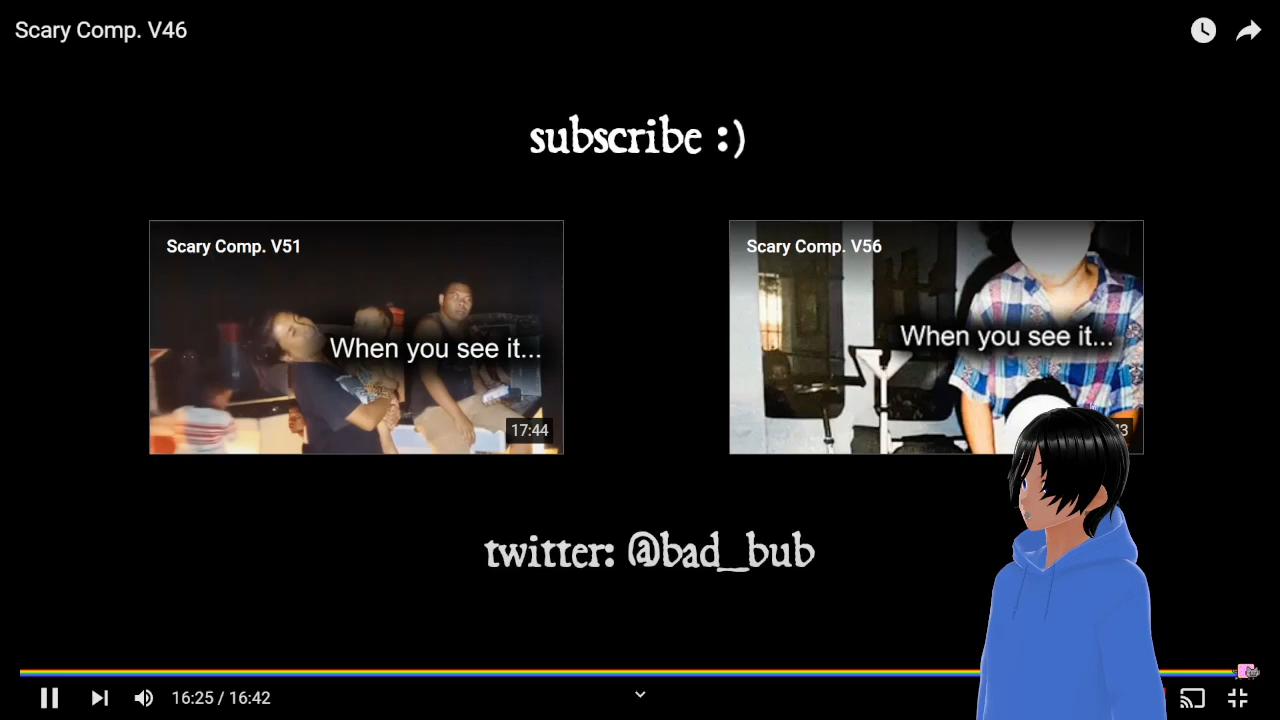 Scary Comp. V46
subscribe :)
Scary Comp. V51
When you see it...
17:44
Scary Comp. V56
When you see it...
twitter: @bad_bub
16:25 / 16:42